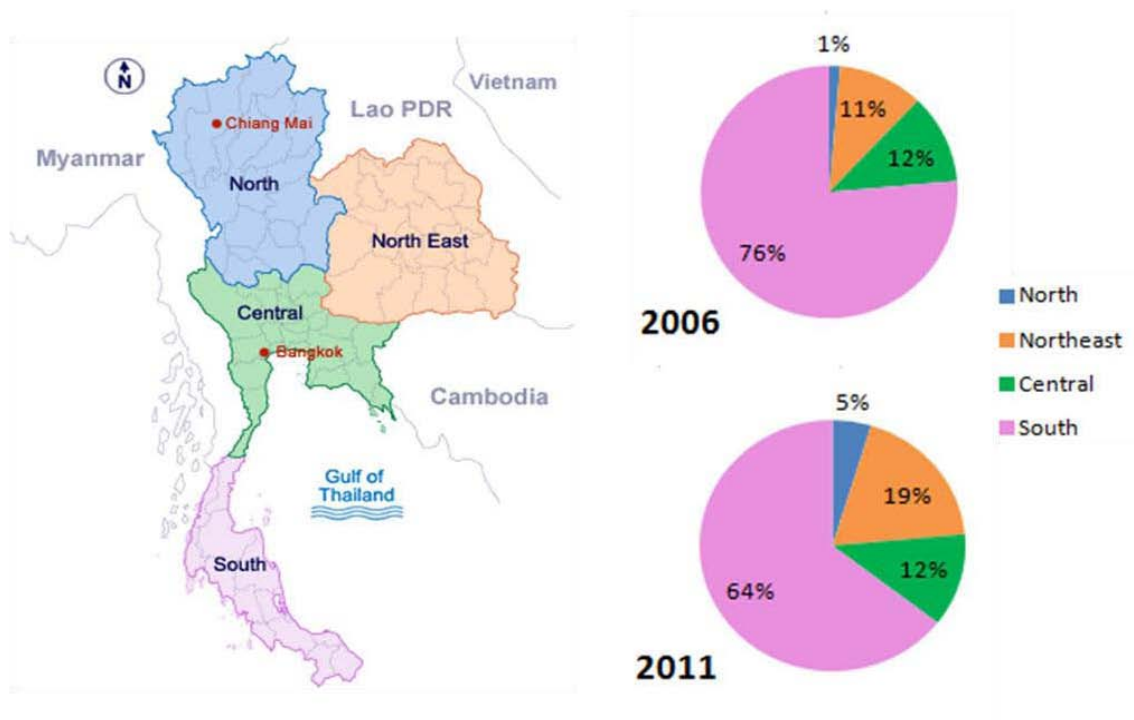 N
Vietnam
Lao PDR
Chiang Mai
Myanmar
North
North East
Central
Bangkok
Cambodia
Gulf of
Thailand
South
1%
11%
12%
76%
2006
North
Northeast
Central
South
5%
19%
12%
64%
2011